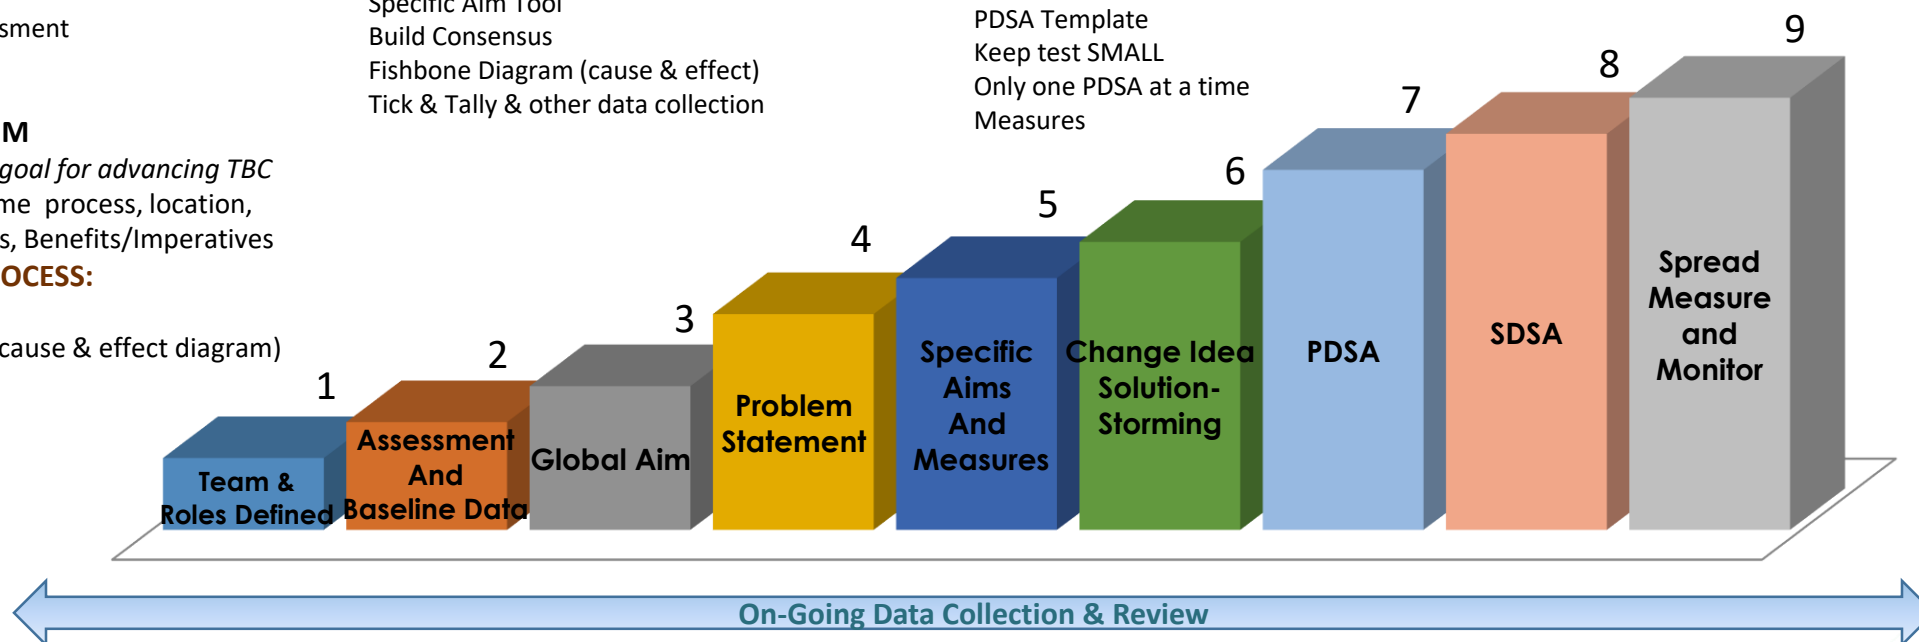 sment
M
goal for advancing TBC
me process, location,
s, Benefits/Imperatives
OCESS:
cause & effect diagram)
Specific Aim Tool
Build Consensus
Fishbone Diagram (cause & effect)
Tick & Tally & other data collection
PDSA Template
Keep test SMALL
Only one PDSA at a time
Measures
1
Team &
Roles Defined
2
Assessment
And
Baseline Data
3
Global Aim
4
Problem
Statement
5
Specific
Aims
And
Measures
6
Change Idea
Solution-
Storming
7
PDSA
8
SDSA
9
Spread
Measure
and
Monitor
On-Going Data Collection & Review